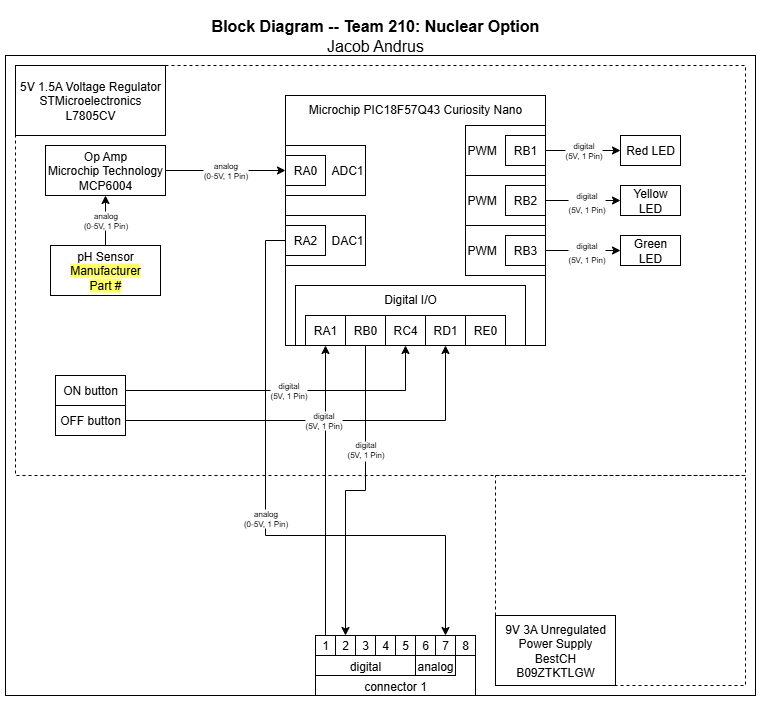 Block Diagram -- Team 210: Nuclear Option
Jacob Andrus
5V 1.5A Voltage Regulator
STMicroelectronics
L7805CV
Op Amp
Microchip Technology
MCP6004
analog
(0-5V, 1 Pin)
analog
(0-5V, 1 Pin)
pH Sensor
Manufacturer
Part #
Microchip PIC18F57Q43 Curiosity Nano
RA0 ADC1
RA2 DAC1
PWM RB1
PWM RB2
PWM RB3
digital
(5V, 1 Pin)
Red LED
digital
(5V, 1 Pin)
Yellow
LED
digital
(5V, 1 Pin)
Green
LED
Digital I/O
RA1 RB0 RC4 RD1 RE0
ON button
OFF button
digital
(5V, 1 Pin)
digital
(5V, 1 Pin)
digital
(5V, 1 Pin)
analog
(0-5V, 1 Pin)
1 2 3 4 5 6 7 8
digital analog
connector 1
9V 3A Unregulated
Power Supply
BestCH
B09ZTKTLGW